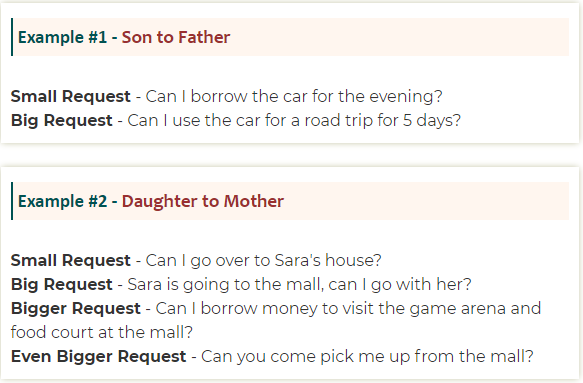 Example #1 - Son to Father
Small Request - Can I borrow the car for the evening?
Big Request - Can I use the car for a road trip for 5 days?
Example #2 - Daughter to Mother
Small Request - Can I go over to Sara's house?
Big Request - Sara is going to the mall, can I go with her?
Bigger Request - Can I borrow money to visit the game arena and
food court at the mall?
Even Bigger Request - Can you come pick me up from the mall?